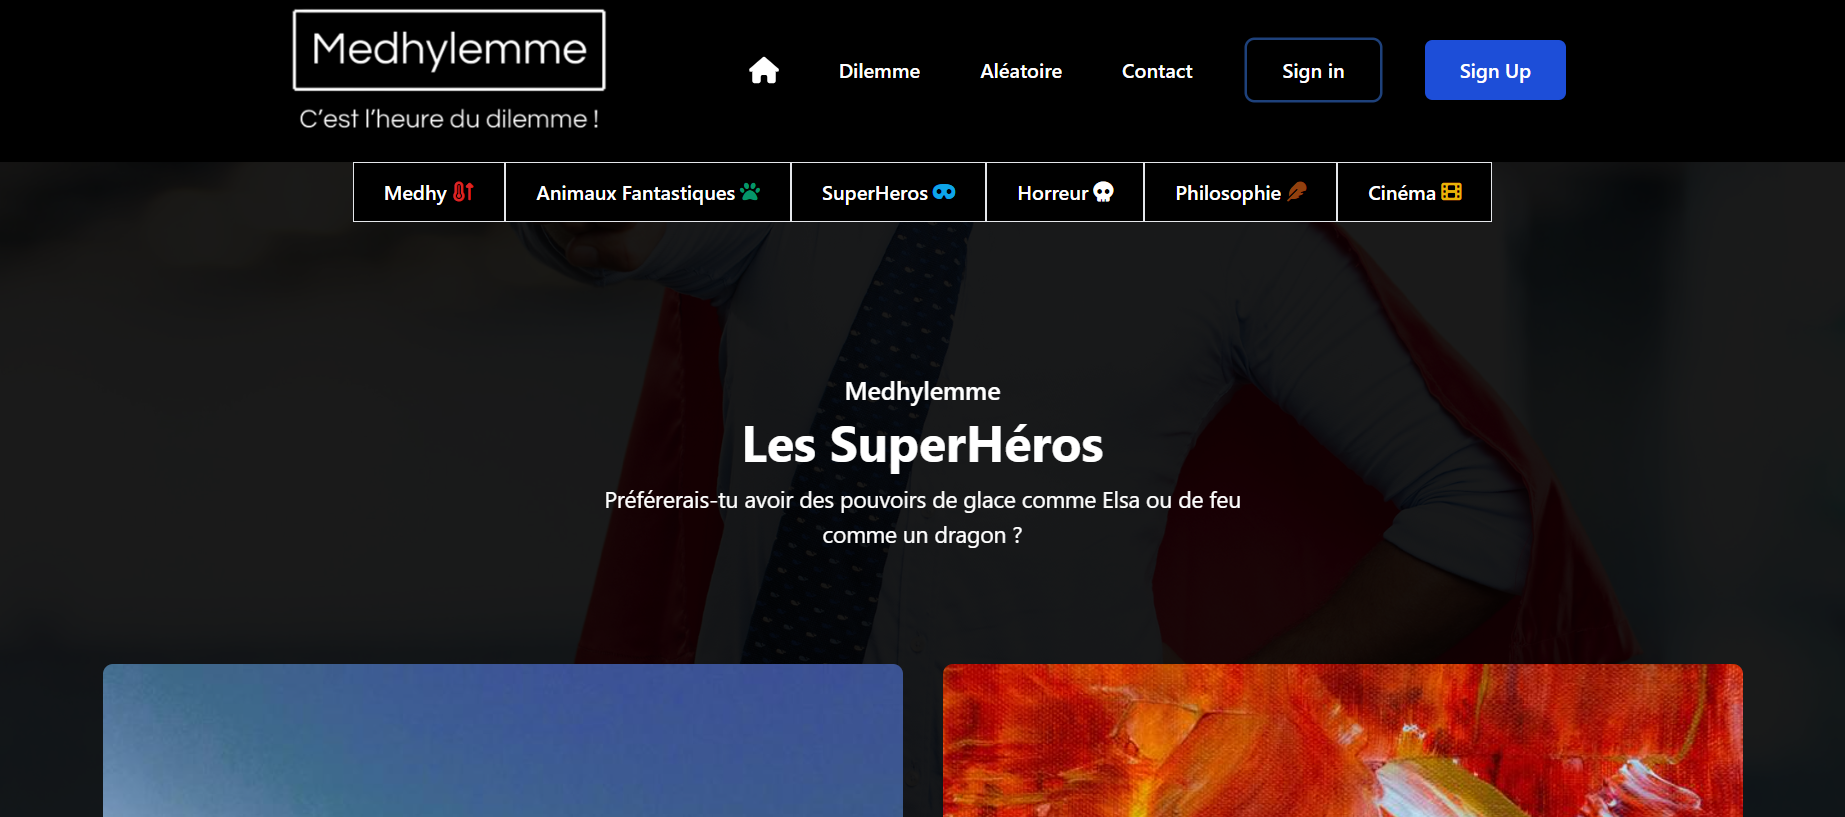 Medhylemme
C’est l’heure du dilemme !
Dilemme
Aléatoire
Contact
Sign in
Sign Up
Medhy
Animaux Fantastiques
SuperHeros
Horreur
Philosophie
Cinéma
Medhylemme
Les SuperHéros
Préférerais-tu avoir des pouvoirs de glace comme Elsa ou de feu
comme un dragon ?